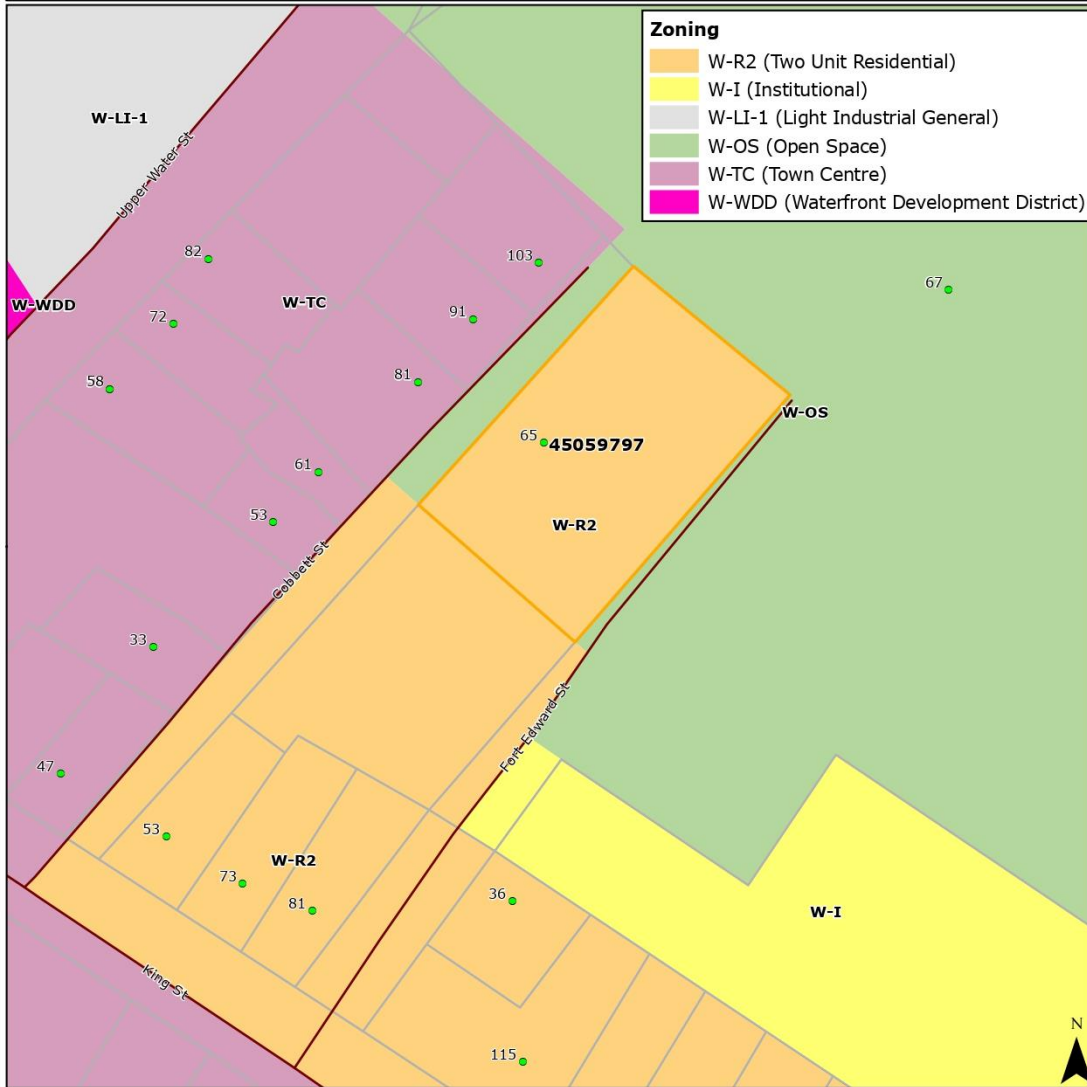 Zoning
W-R2 (Two Unit Residential)
W-I (Institutional)
W-LI-1 (Light Industrial General)
W-OS (Open Space)
W-TC (Town Centre)
W-WDD (Waterfront Development District)
W-LI-1
Upper Water St
82
103
67
W-WDD
W-TC
72
91
58
81
W-OS
65
45059797
61
53
W-R2
Cobbett St
33
Fort Edward St
47
53
W-R2
73
81
36
W-I
King St
N
115